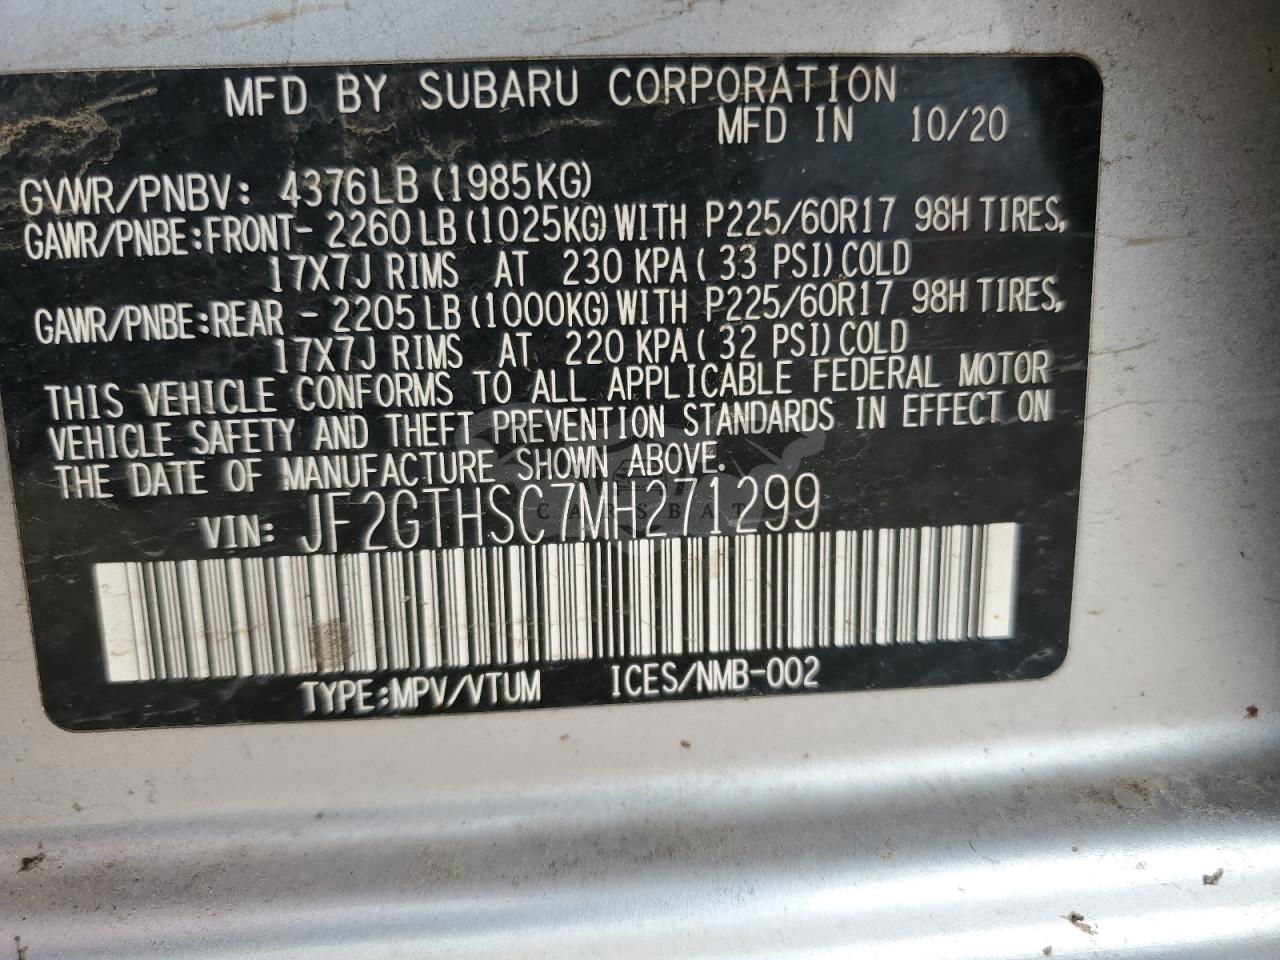 MFD BY SUBARU CORPORATION
MFD IN 10/20
GVWR/PNBV: 4376LB (1985KG)
GAWR/PNBE:FRONT- 2260LB (1025KG) WITH P225/60R17 98H TIRES,
17X7J RIMS AT 230 KPA( 33 PSI) COLD
GAWR/PNBE:REAR - 2205LB (1000KG) WITH P225/60R17 98H TIRES,
17X7J RIMS AT 220 KPA( 32 PSI) COLD
THIS VEHICLE CONFORMS TO ALL APPLICABLE FEDERAL MOTOR
VEHICLE SAFETY AND THEFT PREVENTION STANDARDS IN EFFECT ON
THE DATE OF MANUFACTURE SHOWN ABOVE.
VIN: JF2GTHSC7MH271299
CARSBAT
TYPE:MPV/VTUM ICES/NMB-002